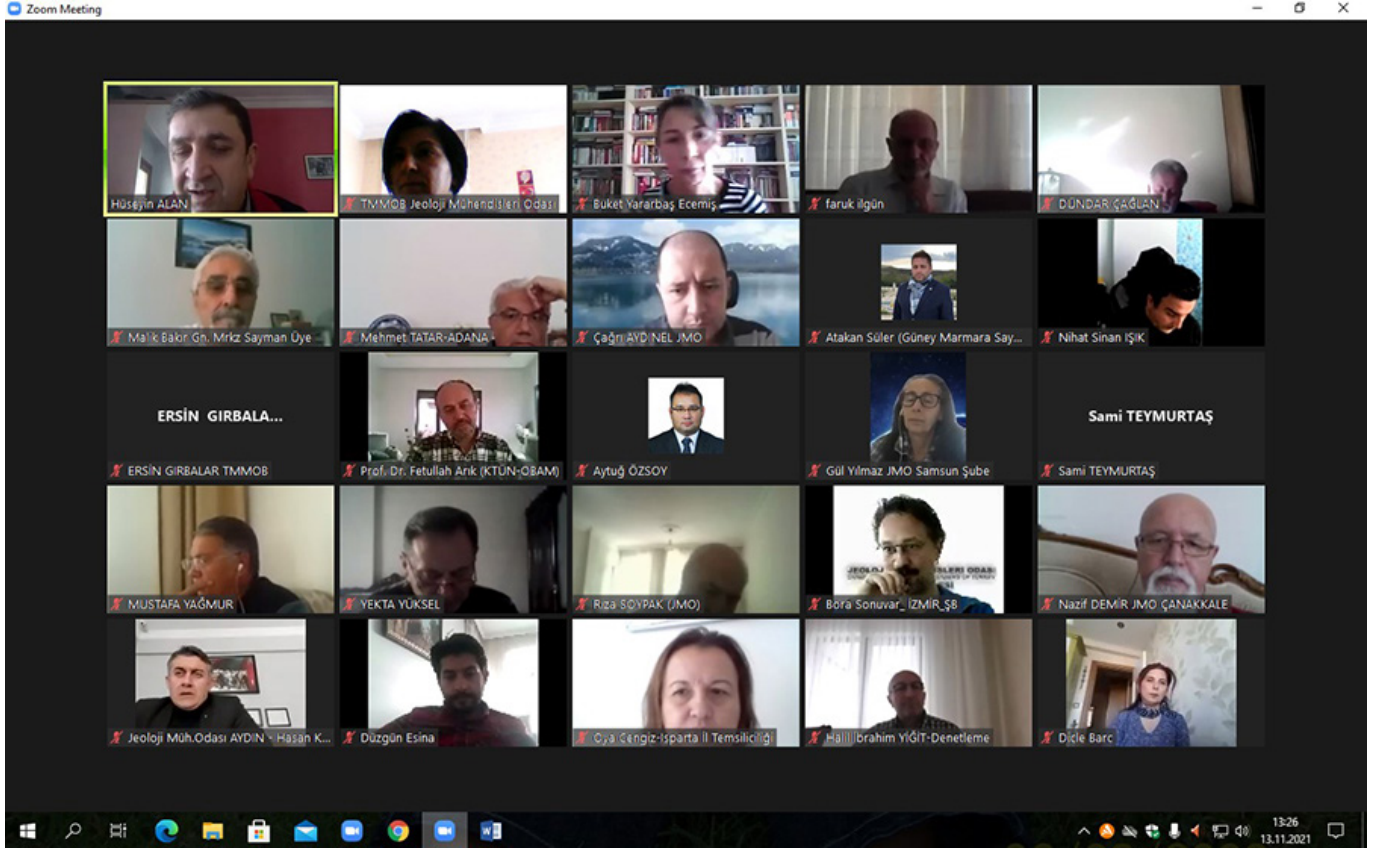 Zoom Meeting
Hüseyin ALAN
TMMOB Jeoloji Mühendisleri Odası
Buket Yararbaş Ecemiş
faruk ilgün
DÜNDAR ÇAĞLAN
Malik Bakır Gn. Mrkz Sayman Üye
Mehmet TATAR-ADANA
Çağrı AYDINEL JMO
Atakan Süler (Güney Marmara Say...
Nihat Sinan IŞIK
ERSİN GIRBALA...
Sami TEYMURTAŞ
ERSİN GIRBALAR TMMOB
Prof. Dr. Fetullah Arık (KTÜN-OBAM)
Aytuğ ÖZSOY
Gül Yılmaz JMO Samsun Şube
Sami TEYMURTAŞ
MUSTAFA YAĞMUR
YEKTA YÜKSEL
Rıza SOYPAK (JMO)
Bora Sonuvar_ İZMİR_ŞB
Nazif DEMİR JMO ÇANAKKALE
Jeoloji Müh.Odası AYDIN - Hasan K...
Düzgün Esina
Oya Cengiz-Isparta İl Temsilciliği
Halil İbrahim YİĞİT-Denetleme
Dicle Barc
13:26
13.11.2021